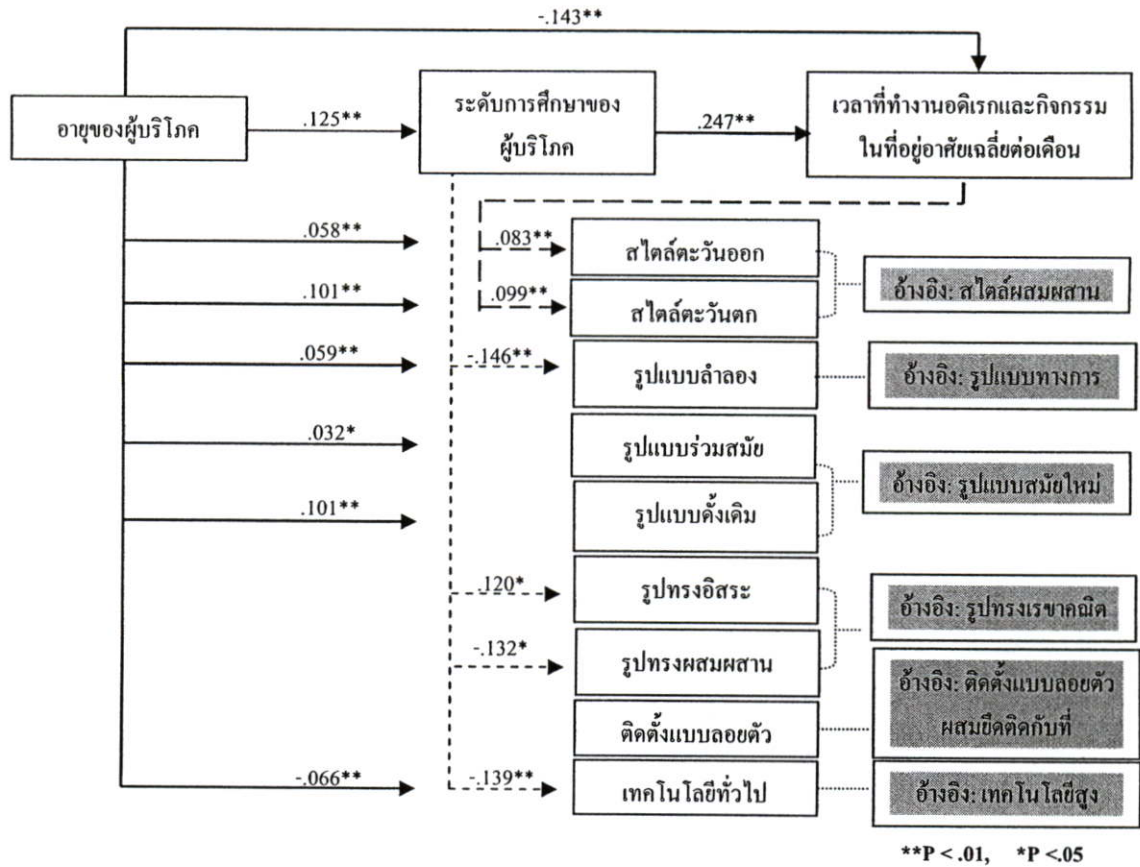 -.143**
อายุของผู้บริโภค
.125**
ระดับการศึกษาของ
ผู้บริโภค
.247**
เวลาที่ทำงานอดิเรกและกิจกรรม
ในที่อยู่อาศัยเฉลี่ยต่อเดือน
.058**
.083**
สไตล์ตะวันออก
อ้างอิง: สไตล์ผสมผสาน
.101**
.099**
สไตล์ตะวันตก
.059**
-.146**
รูปแบบลำลอง
อ้างอิง: รูปแบบทางการ
.032*
รูปแบบร่วมสมัย
อ้างอิง: รูปแบบสมัยใหม่
.101**
รูปแบบดั้งเดิม
.120*
รูปทรงอิสระ
อ้างอิง: รูปทรงเรขาคณิต
-.132*
รูปทรงผสมผสาน
อ้างอิง: ติดตั้งแบบลอยตัว
ผสมยึดติดกับที่
ติดตั้งแบบลอยตัว
-.066**
-.139**
เทคโนโลยีทั่วไป
อ้างอิง: เทคโนโลยีสูง
**P < .01, *P <.05